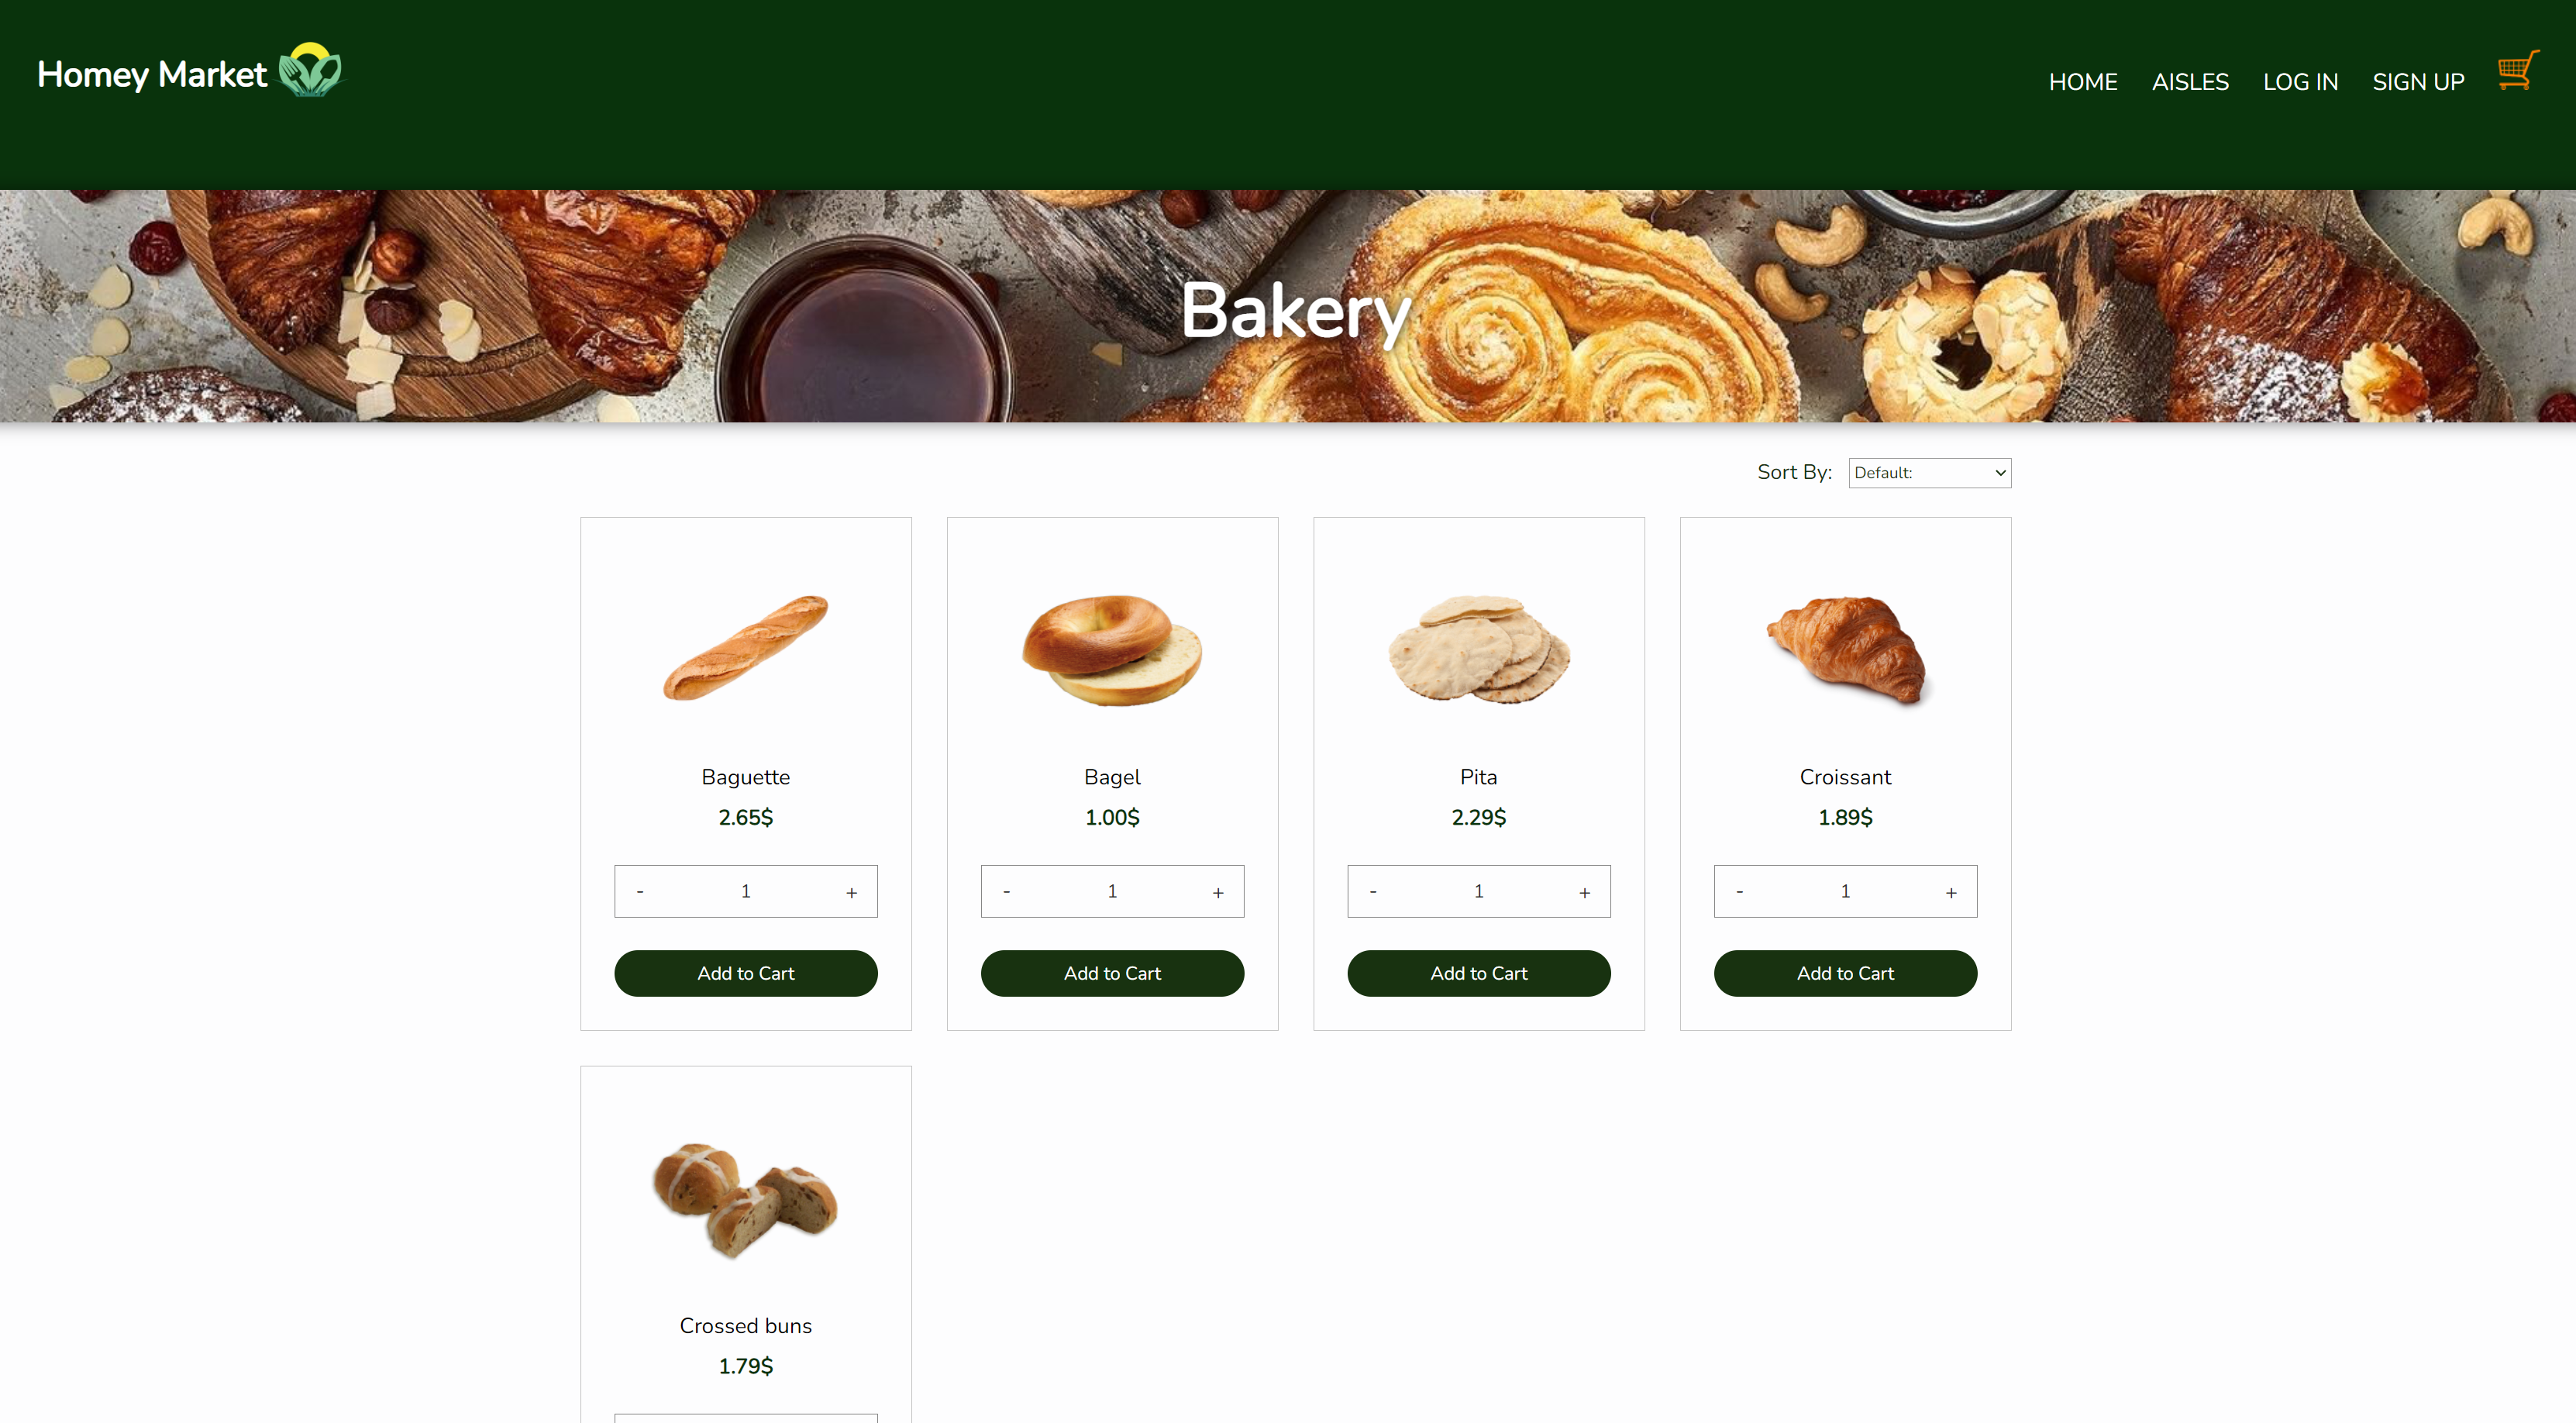 Homey Market
HOME AISLES LOG IN SIGN UP
Bakery
Sort By: Default:
Baguette
2.65$
- 1 +
Add to Cart
Bagel
1.00$
- 1 +
Add to Cart
Pita
2.29$
- 1 +
Add to Cart
Croissant
1.89$
- 1 +
Add to Cart
Crossed buns
1.79$